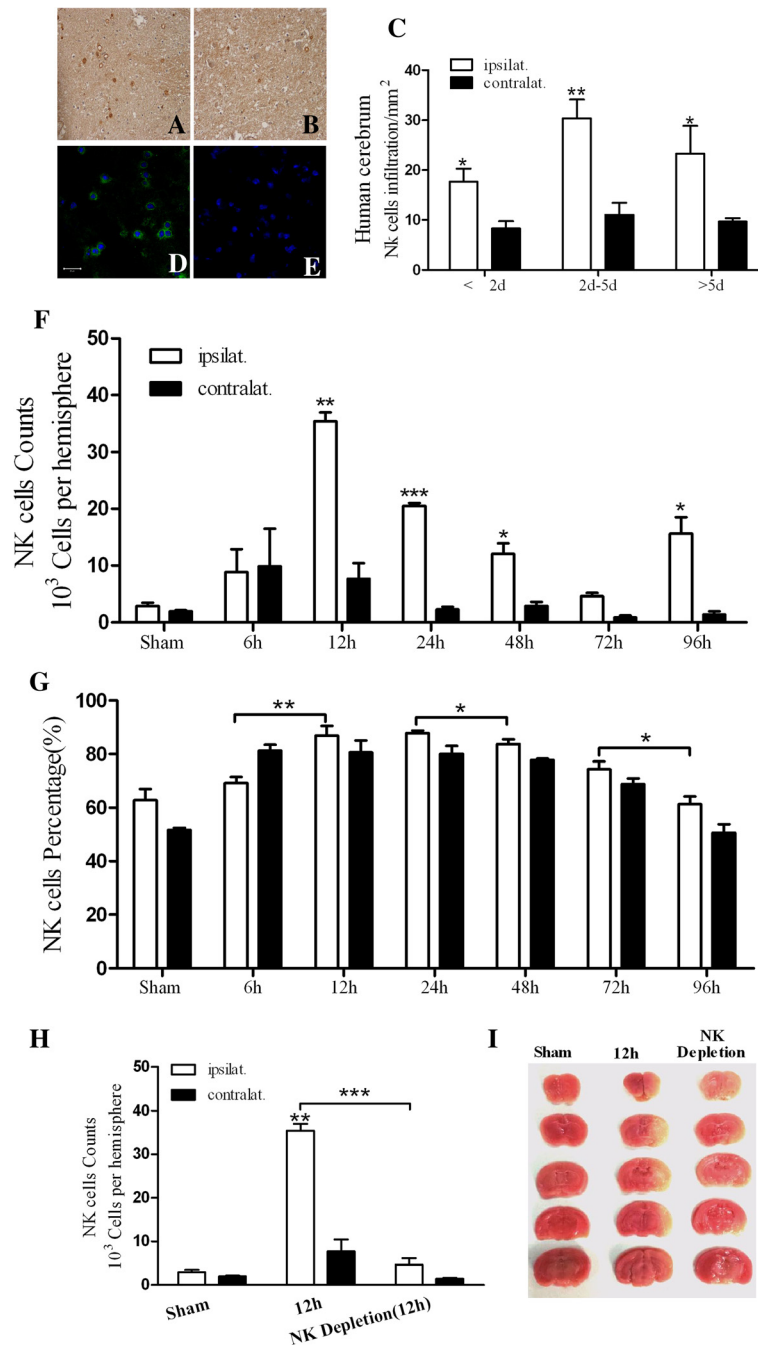 A
B
D
E
C
ipsilat.
contralat.
Human cerebrum
Nk cells infiltration/mm²
40
30
20
10
0
*
**
*
< 2d
2d-5d
>5d
F
ipsilat.
contralat.
NK cells Counts
10³ Cells per hemisphere
50
40
30
20
10
0
**
***
*
*
Sham
6h
12h
24h
48h
72h
96h
G
NK cells Percentage(%)
100
80
60
40
20
0
**
*
*
Sham
6h
12h
24h
48h
72h
96h
H
ipsilat.
contralat.
NK cells Counts
10³ Cells per hemisphere
50
40
30
20
10
0
**
***
Sham
12h
NK Depletion(12h)
I
Sham
12h
NK
Depletion